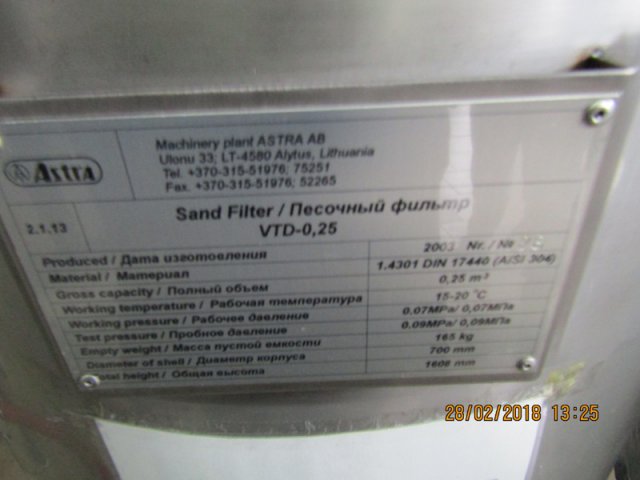 Astra
Machinery plant ASTRA AB
Ulonu 33; LT-4580 Alytus, Lithuania
Tel. +370-315-51976; 75251
Fax. +370-315-51976; 52265
2.1.13
Sand Filter / Песочный фильтр
VTD-0,25
Produced / Дата изготовления 2003 Nr. / №
Material / Материал 1.4301 DIN 17440 (AISI 304)
Gross capacity / Полный объем 0,25 m³
Working temperature / Рабочая температура 15-20 °C
Working pressure / Рабочее давление 0.07MPa/ 0,07МПа
Test pressure / Пробное давление 0.09MPa/ 0,09МПа
Empty weight / Масса пустой емкости 165 kg
Diameter of shell / Диаметр корпуса 700 mm
Total height / Общая высота 1608 mm
28/02/2018 13:25